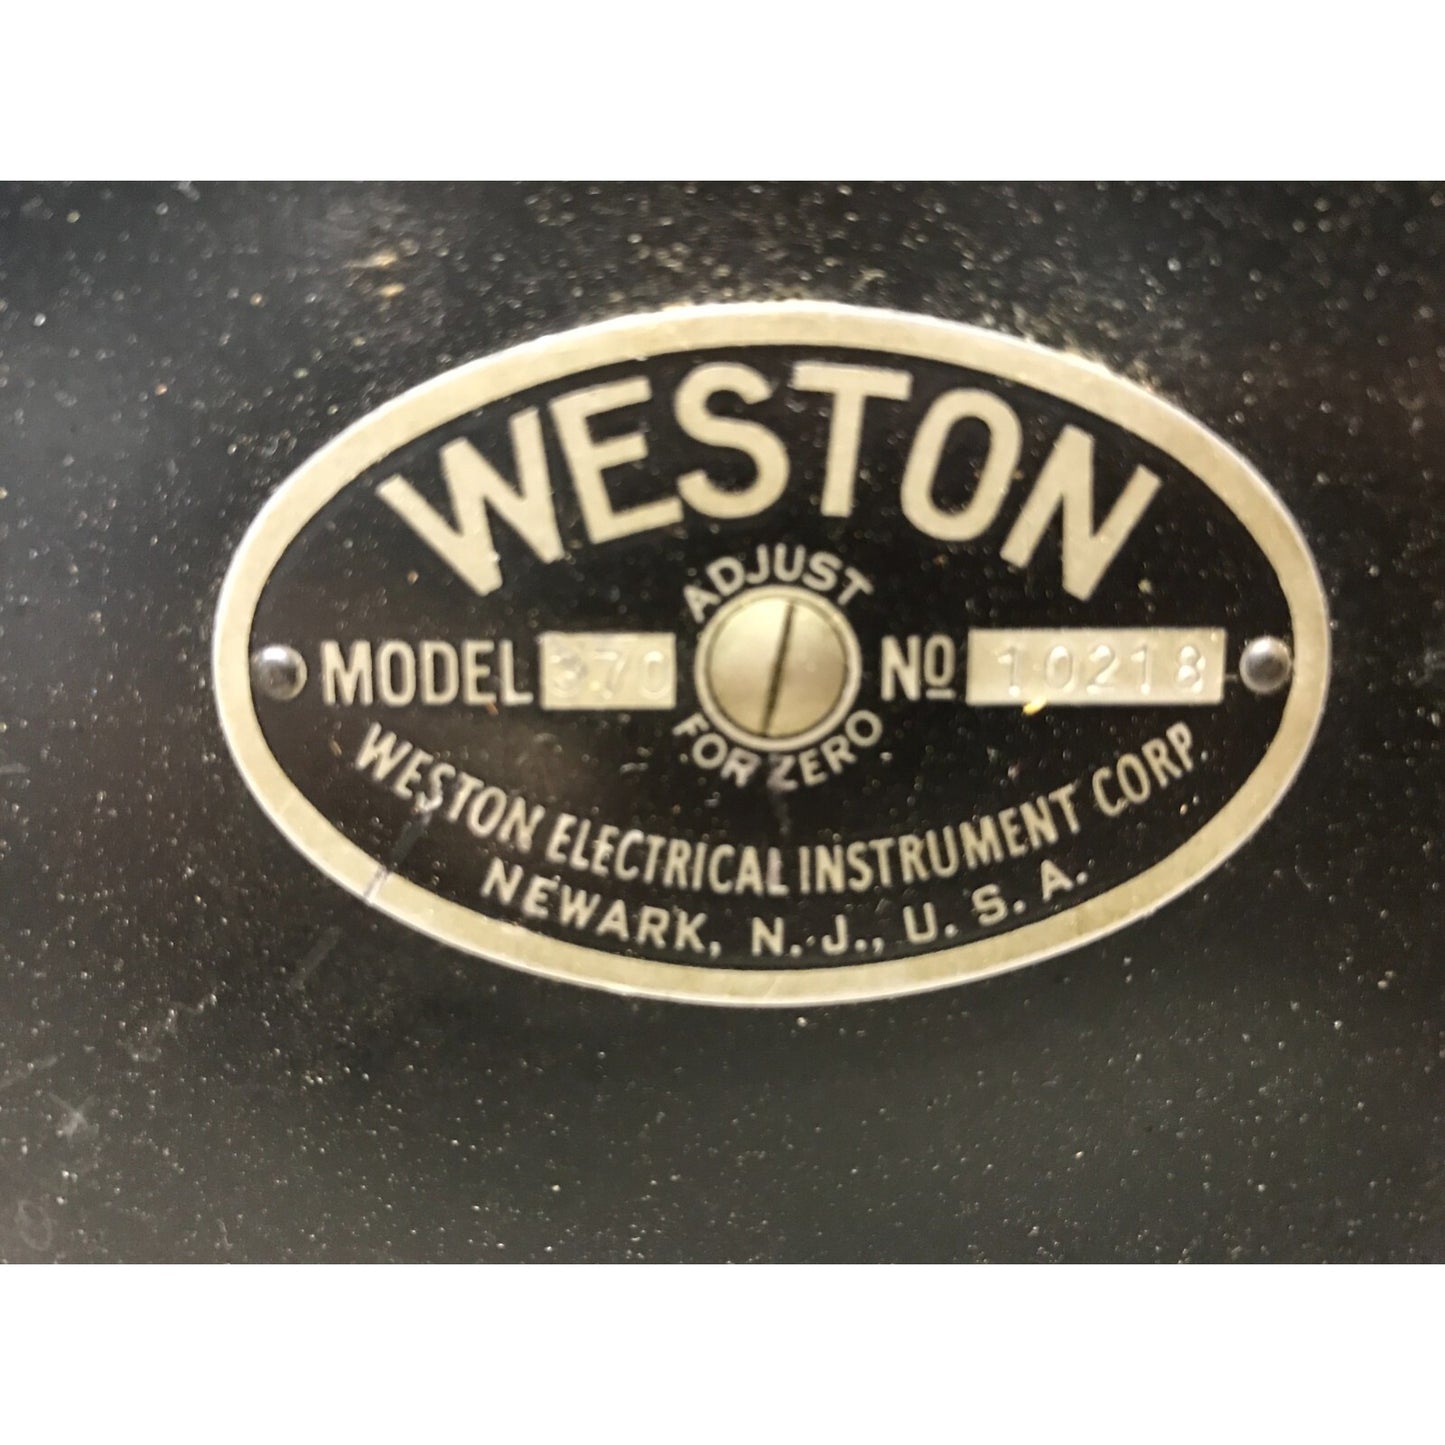 WESTON
ADJUST
MODEL 370 NO 10218
FOR ZERO
WESTON ELECTRICAL INSTRUMENT CORP.
NEWARK, N. J., U. S. A.